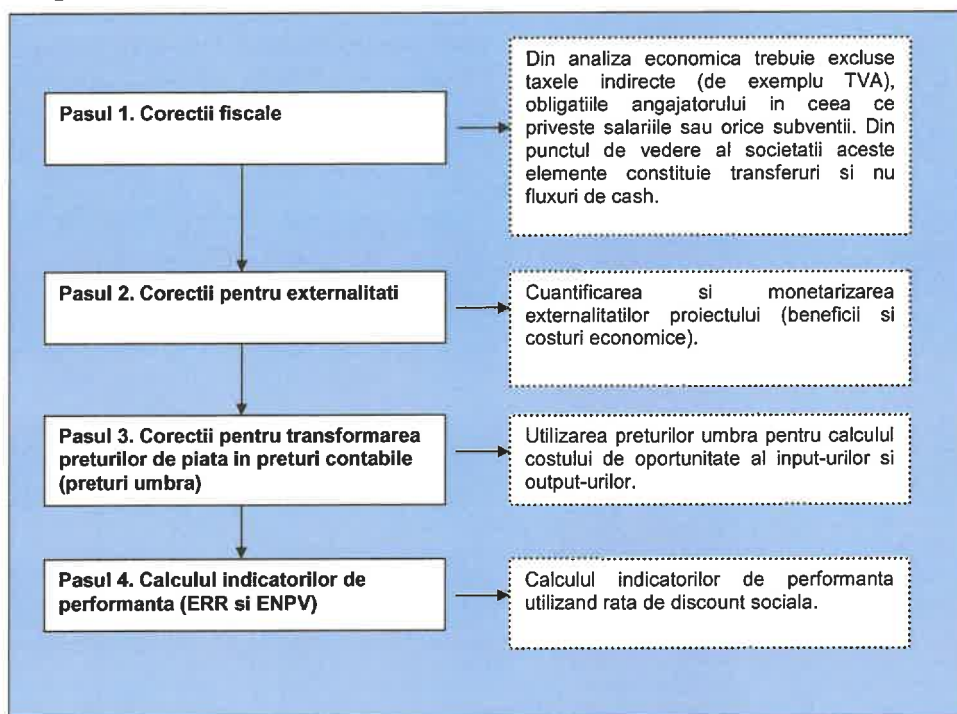 Pasul 1. Corectii fiscale
Din analiza economica trebuie excluse
taxele indirecte (de exemplu TVA),
obligatiile angajatorului in ceea ce
priveste salariile sau orice subventii. Din
punctul de vedere al societatii aceste
elemente constituie transferuri si nu
fluxuri de cash.
Pasul 2. Corectii pentru externalitati
Cuantificarea si monetarizarea
externalitatilor proiectului (beneficii si
costuri economice).
Pasul 3. Corectii pentru transformarea
preturilor de piata in preturi contabile
(preturi umbra)
Utilizarea preturilor umbra pentru calculul
costului de oportunitate al input-urilor si
output-urilor.
Pasul 4. Calculul indicatorilor de
performanta (ERR si ENPV)
Calculul indicatorilor de performanta
utilizand rata de discount sociala.